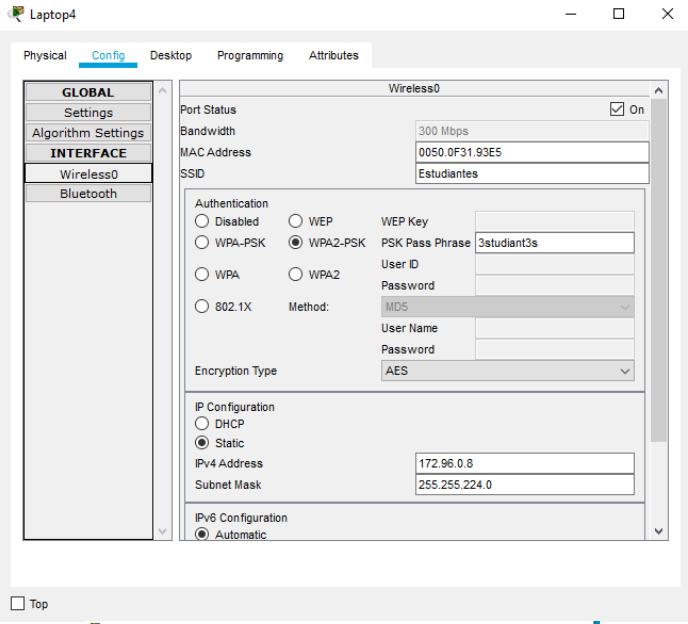 Laptop4
Physical Config Desktop Programming Attributes
GLOBAL
Settings
Algorithm Settings
INTERFACE
Wireless0
Bluetooth
Wireless0
Port Status On
Bandwidth 300 Mbps
MAC Address 0050.0F31.93E5
SSID Estudiantes
Authentication
Disabled WEP WEP Key
WPA-PSK WPA2-PSK PSK Pass Phrase 3studiant3s
User ID
WPA WPA2
Password
802.1X Method: MD5
User Name
Password
Encryption Type AES
IP Configuration
DHCP
Static
IPv4 Address 172.96.0.8
Subnet Mask 255.255.224.0
IPv6 Configuration
Automatic
Top